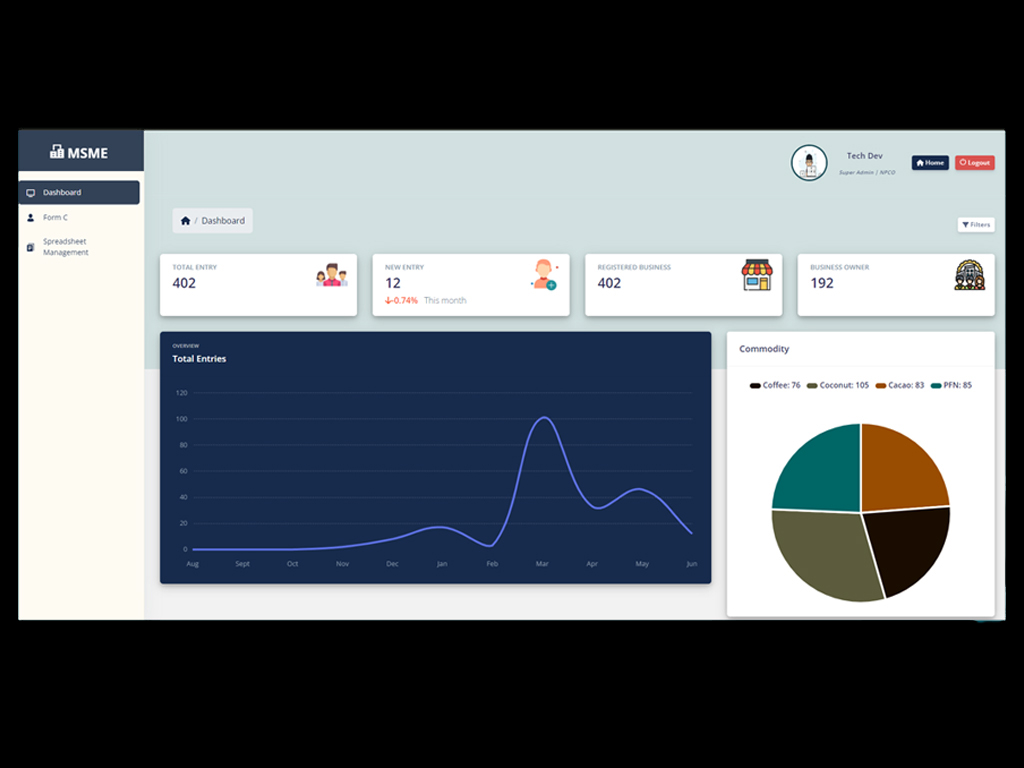 MSME
Dashboard
Form C
Spreadsheet
Management
Tech Dev
Super Admin / NPCO
Home
Logout
/ Dashboard
Filters
TOTAL ENTRY
402
NEW ENTRY
12
-0.74% This month
REGISTERED BUSINESS
402
BUSINESS OWNER
192
OVERVIEW
Total Entries
120
100
80
60
40
20
0
Aug Sept Oct Nov Dec Jan Feb Mar Apr May Jun
Commodity
Coffee: 76 Coconut: 105 Cacao: 83 PFN: 85